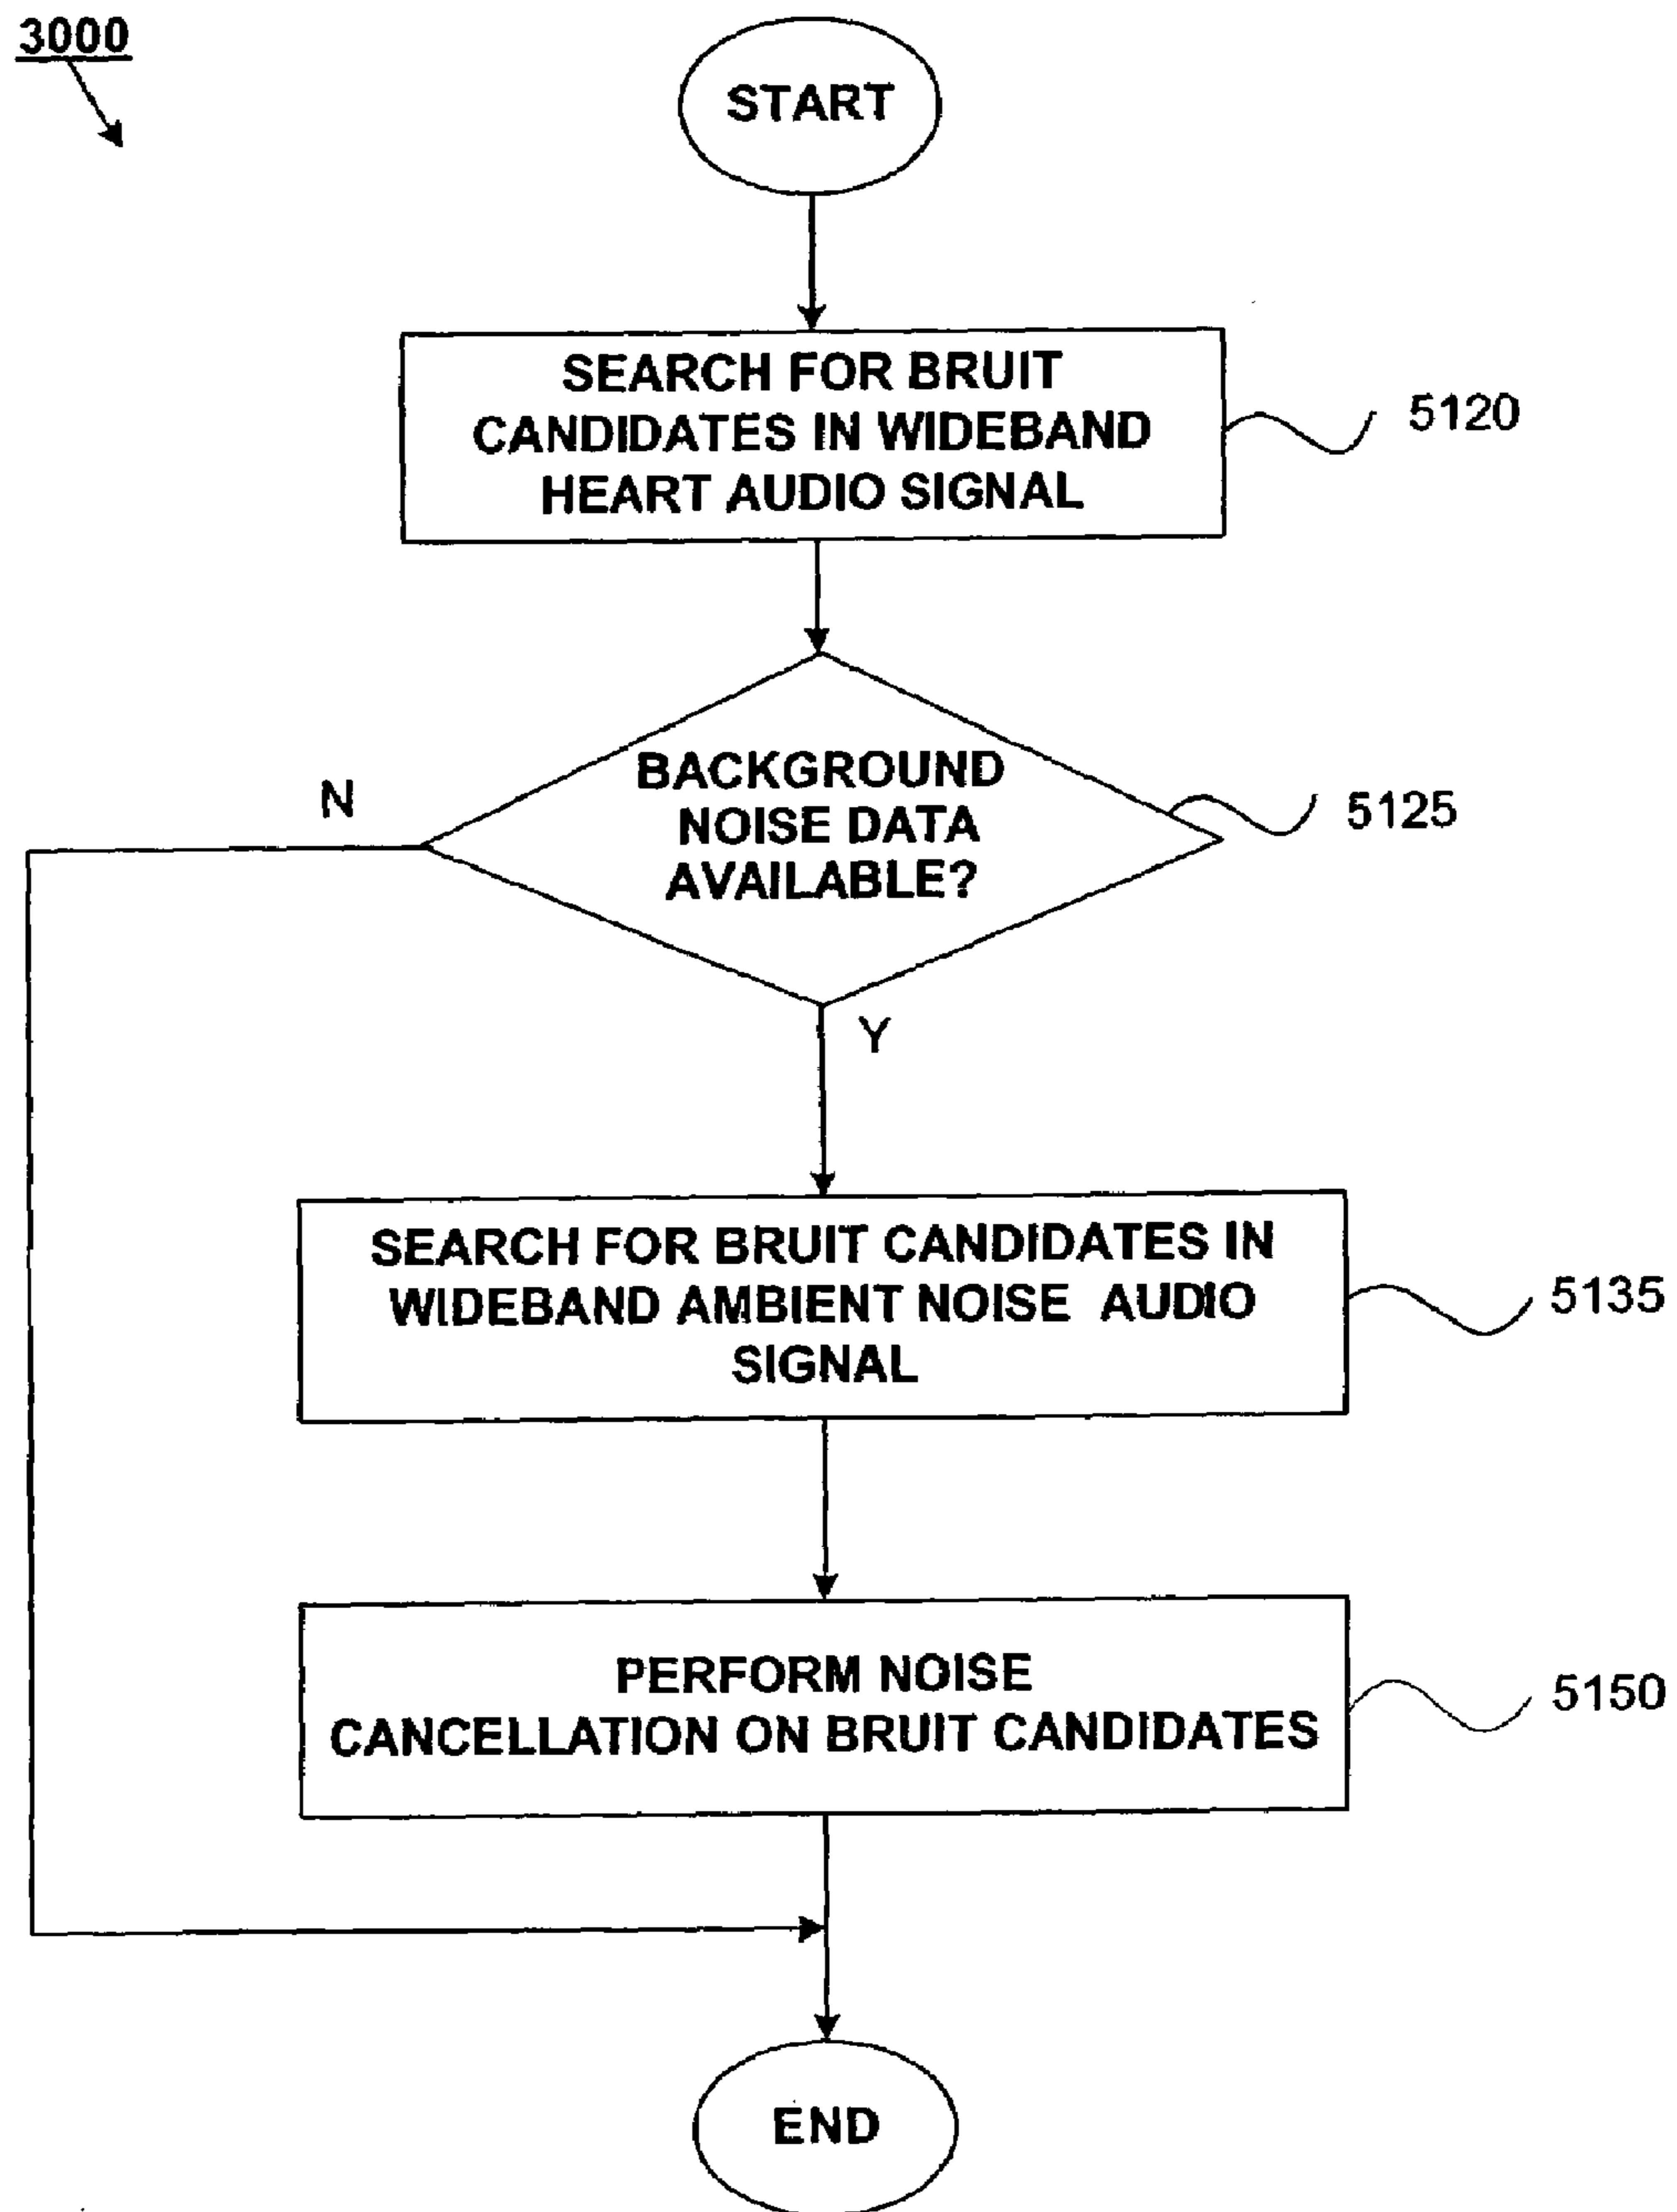 3000
START
SEARCH FOR BRUIT
CANDIDATES IN WIDEBAND
HEART AUDIO SIGNAL
5120
BACKGROUND
NOISE DATA
AVAILABLE?
N
5125
Y
SEARCH FOR BRUIT CANDIDATES IN
WIDEBAND AMBIENT NOISE AUDIO
SIGNAL
5135
PERFORM NOISE
CANCELLATION ON BRUIT CANDIDATES
5150
END